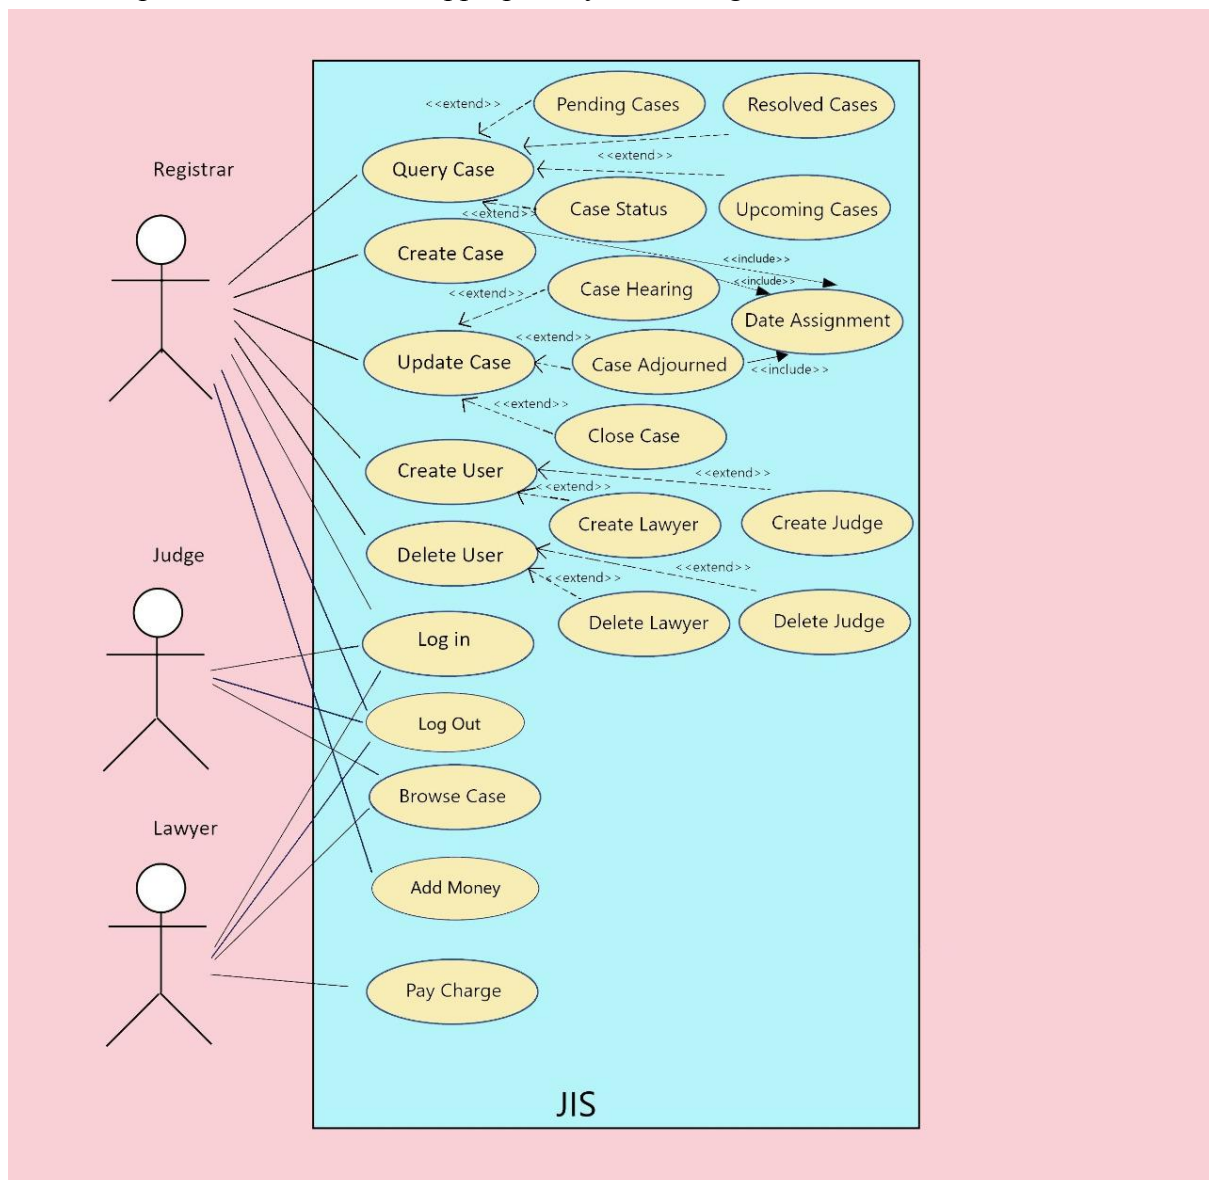 Pending Cases
Resolved Cases
<<extend>>
<<extend>>
Registrar
Query Case
Case Status
Upcoming Cases
<<extend>>
Create Case
<<include>>
<<include>>
Case Hearing
<<extend>>
Date Assignment
<<extend>>
Update Case
Case Adjourned
<<include>>
<<extend>>
Close Case
Create User
<<extend>>
<<extend>>
Create Lawyer
Create Judge
Judge
Delete User
<<extend>>
<<extend>>
Delete Lawyer
Delete Judge
Log in
Log Out
Browse Case
Lawyer
Add Money
Pay Charge
JIS